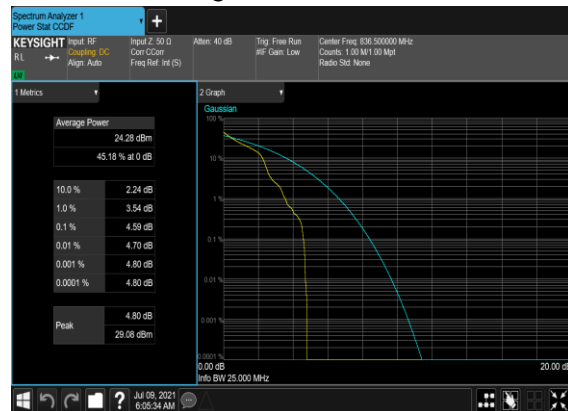 Spectrum Analyzer 1
Power Stat CCDF
+
KEYSIGHT
RL
LW
Input: RF
Coupling: DC
Align: Auto
Input Z: 50 Ω
Corr CCorr
Freq Ref: Int (S)
Atten: 40 dB
Trig: Free Run
#IF Gain: Low
Center Freq: 836.500000 MHz
Counts: 1.00 M/1.00 Mpt
Radio Std: None
1 Metrics
Average Power
24.28 dBm
45.18 % at 0 dB
10.0 % 2.24 dB
1.0 % 3.54 dB
0.1 % 4.59 dB
0.01 % 4.70 dB
0.001 % 4.80 dB
0.0001 % 4.80 dB
Peak
4.80 dB
29.08 dBm
2 Graph
Gaussian
100 %
10 %
1 %
0.1 %
0.01 %
0.001 %
0.0001 %
0.00 dB 20.00 dB
Info BW 25.000 MHz
? Jul 09, 2021
6:05:34 AM